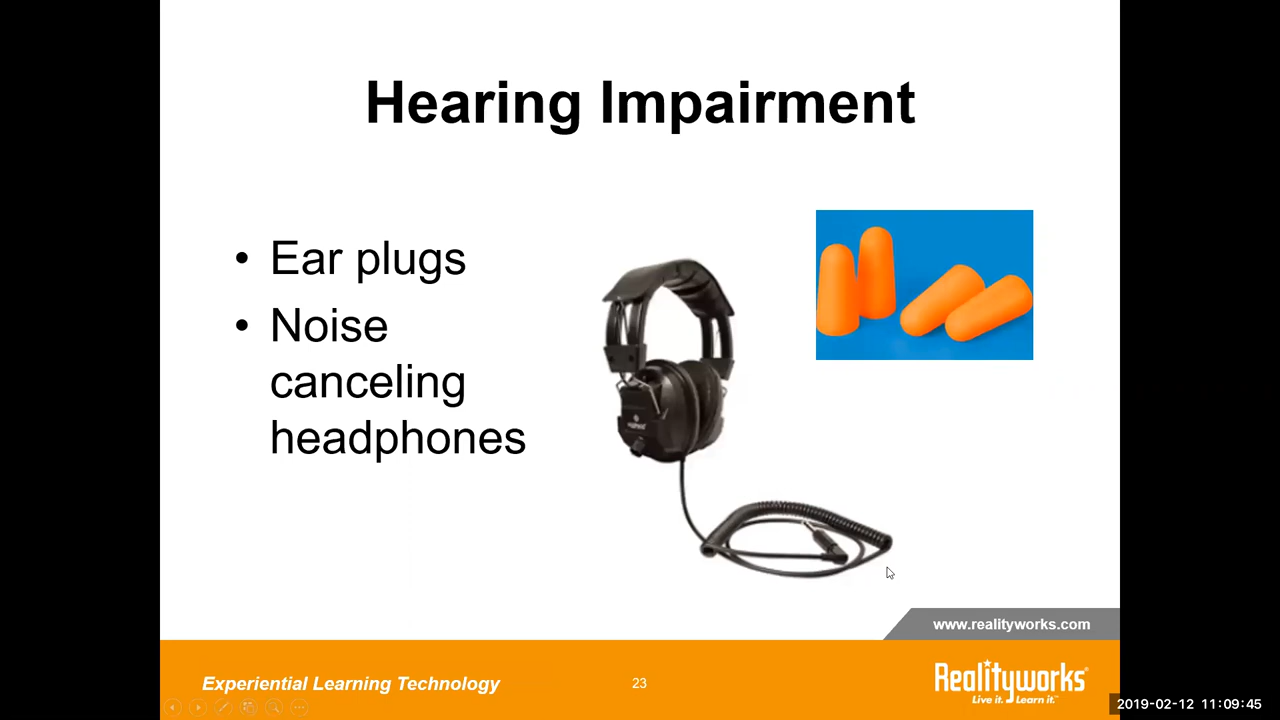 Hearing Impairment
• Ear plugs
• Noise
canceling
headphones
www.realityworks.com
Experiential Learning Technology
23
Realityworks®
Live it. Learn it.™
2019-02-12 11:09:45